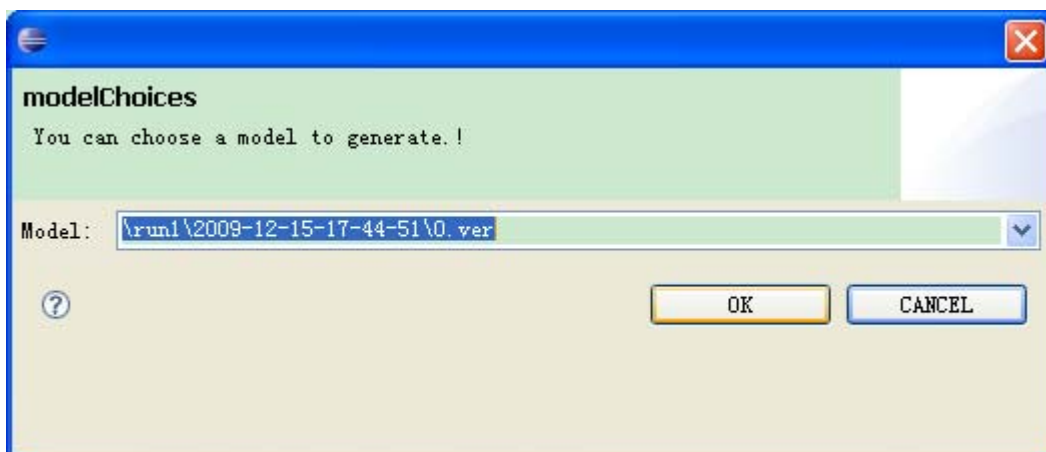 modelChoices
You can choose a model to generate.!
Model: \run1\2009-12-15-17-44-51\0.ver
OK CANCEL